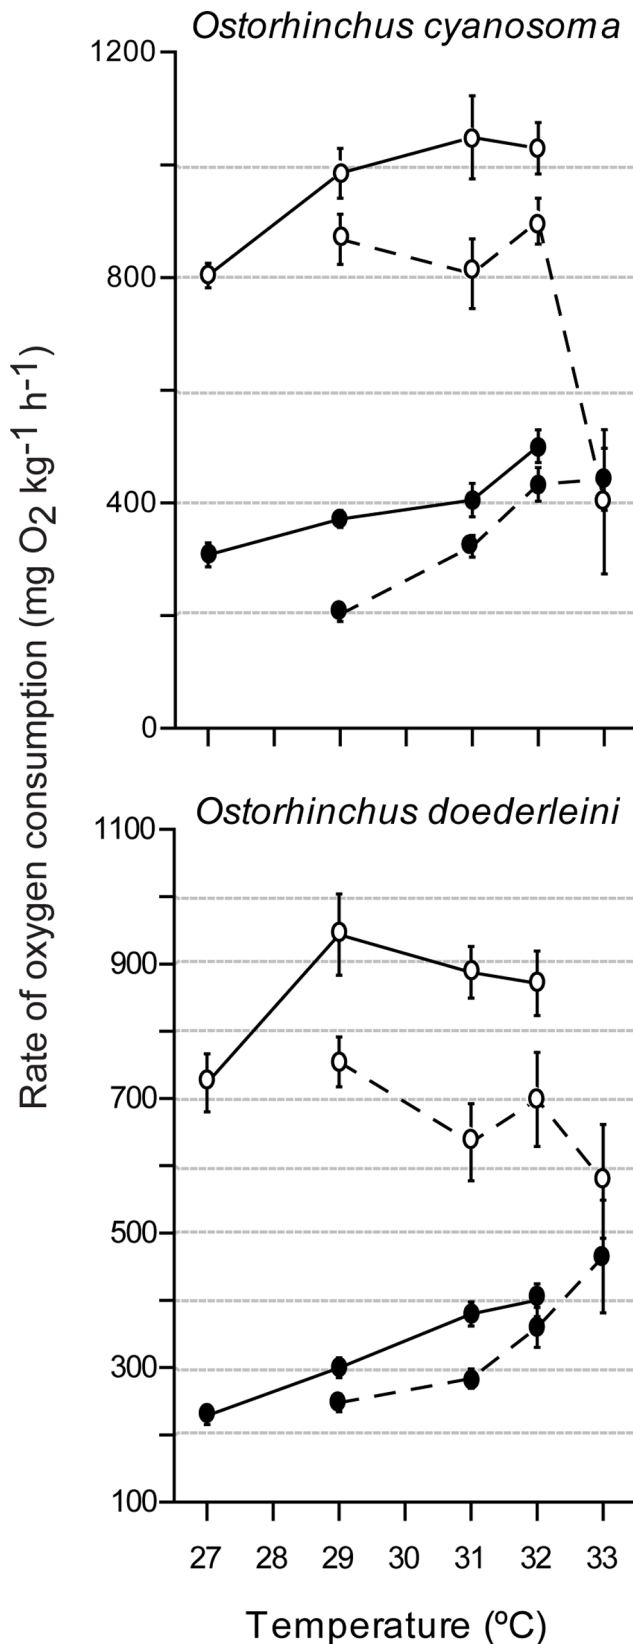 Ostorhinchus cyanosoma
1200
800
400
0
Rate of oxygen consumption (mg O2 kg-1 h-1)
Ostorhinchus doederleini
1100
900
700
500
300
100
27 28 29 30 31 32 33
Temperature (ºC)